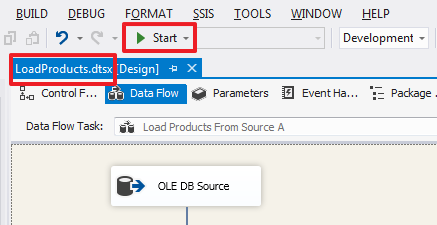 BUILD DEBUG FORMAT SSIS TOOLS WINDOW HELP
Start Development
LoadProducts.dtsx [Design]
Control F... Data Flow Parameters Event Ha... Package
Data Flow Task: Load Products From Source A
OLE DB Source